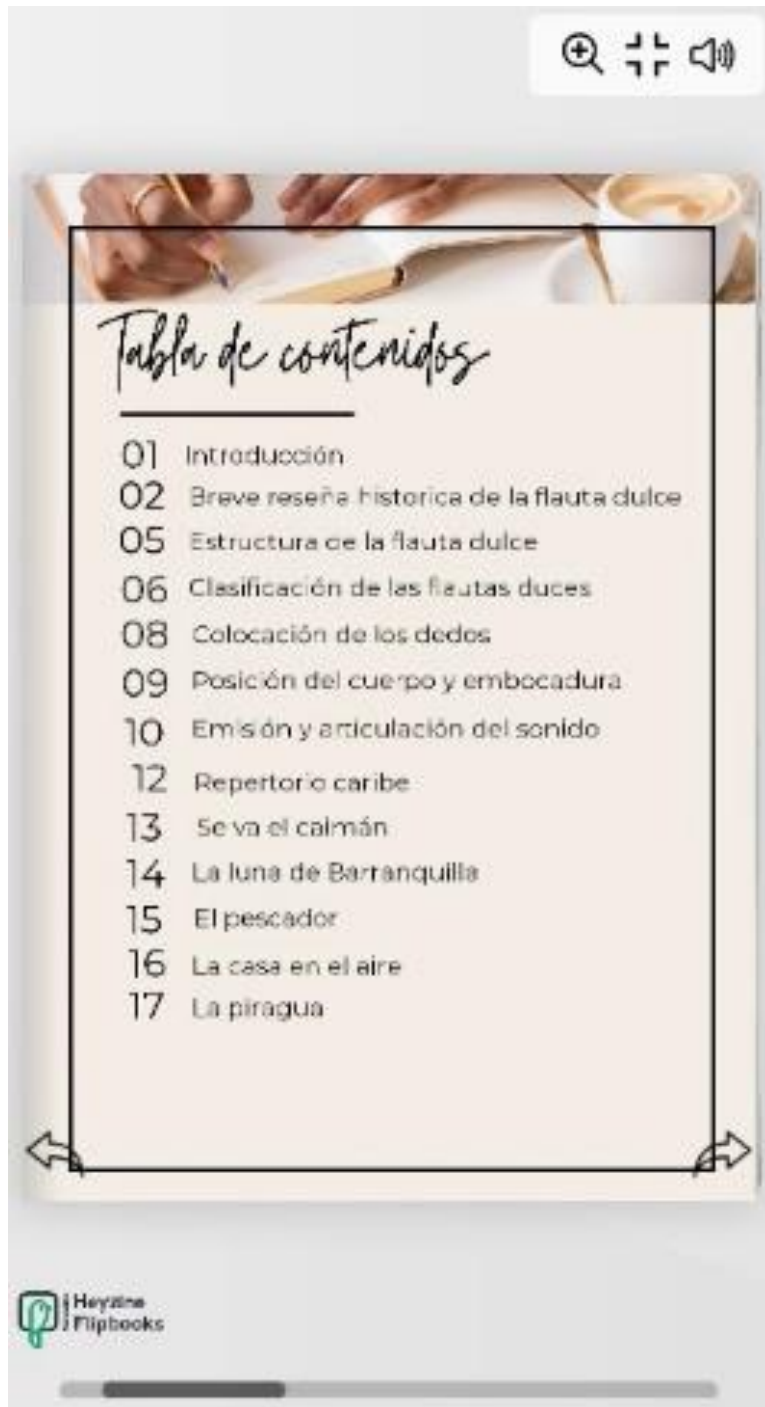 Tabla de contenidos
01 Introducción
02 Breve reseña historica de la flauta dulce
05 Estructura de la flauta dulce
06 Clasificación de las flautas duces
08 Colocación de los dedos
09 Posición del cuerpo y embocadura
10 Emisión y articulación del sonido
12 Repertorio caribe
13 Se va el caimán
14 La luna de Barranquilla
15 El pescador
16 La casa en el aire
17 La piragua
Heyzine
Flipbooks